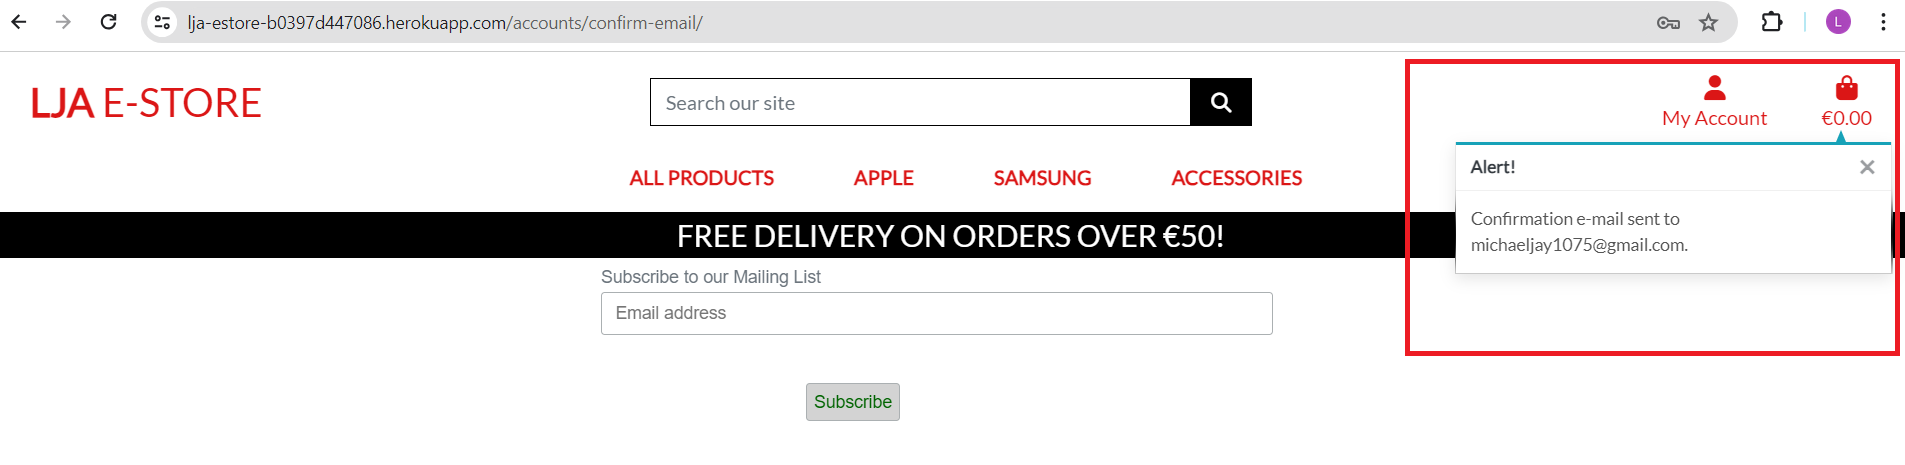 lja-estore-b0397d447086.herokuapp.com/accounts/confirm-email/
L
LJA E-STORE
Search our site
My Account
€0.00
ALL PRODUCTS
APPLE
SAMSUNG
ACCESSORIES
Alert!
Confirmation e-mail sent to
michaeljay1075@gmail.com.
FREE DELIVERY ON ORDERS OVER €50!
Subscribe to our Mailing List
Email address
Subscribe